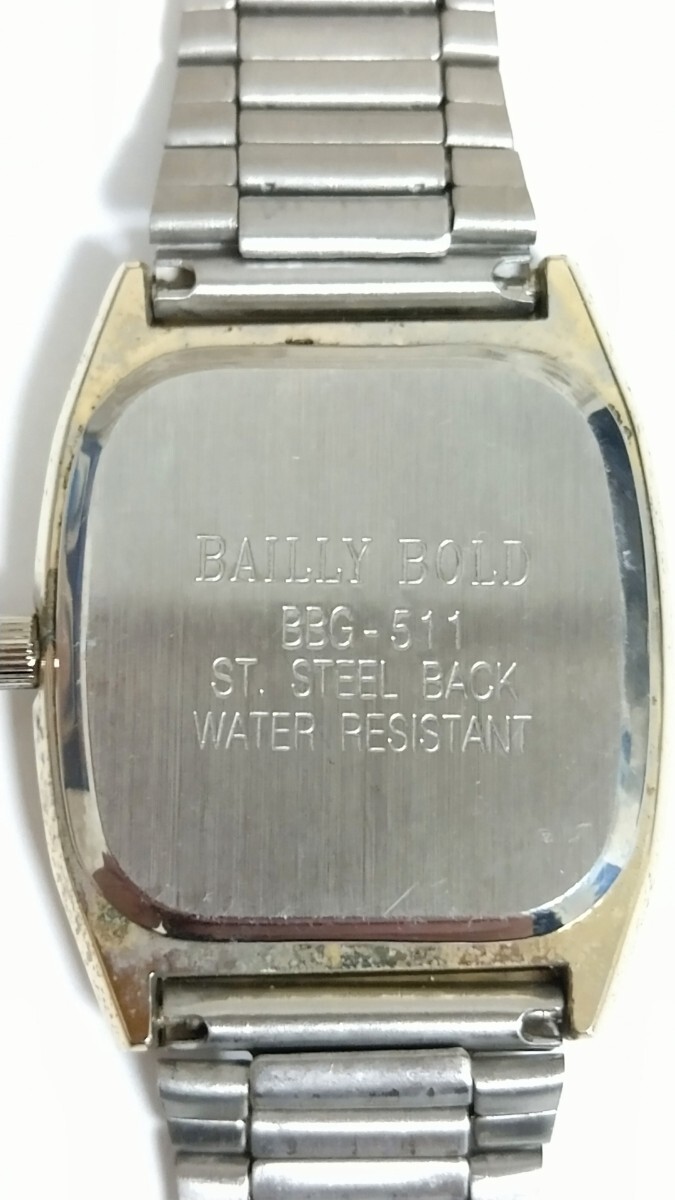 BAILLY BOLD
BBG-511
ST. STEEL BACK
WATER RESISTANT